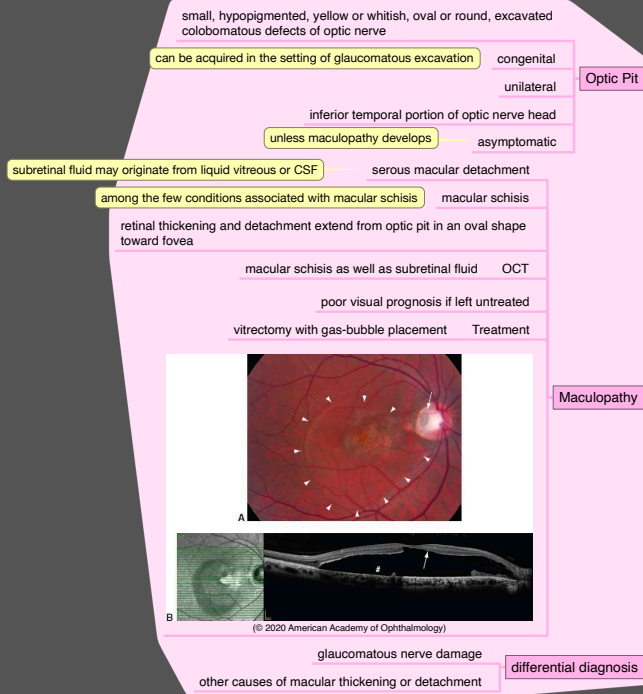 small, hypopigmented, yellow or whitish, oval or round, excavated
colobomatous defects of optic nerve
can be acquired in the setting of glaucomatous excavation
congenital
Optic Pit
unilateral
inferior temporal portion of optic nerve head
unless maculopathy develops
asymptomatic
subretinal fluid may originate from liquid vitreous or CSF
serous macular detachment
among the few conditions associated with macular schisis
macular schisis
retinal thickening and detachment extend from optic pit in an oval shape
toward fovea
macular schisis as well as subretinal fluid
OCT
poor visual prognosis if left untreated
vitrectomy with gas-bubble placement
Treatment
Maculopathy
A
#
B
(© 2020 American Academy of Ophthalmology)
glaucomatous nerve damage
differential diagnosis
other causes of macular thickening or detachment